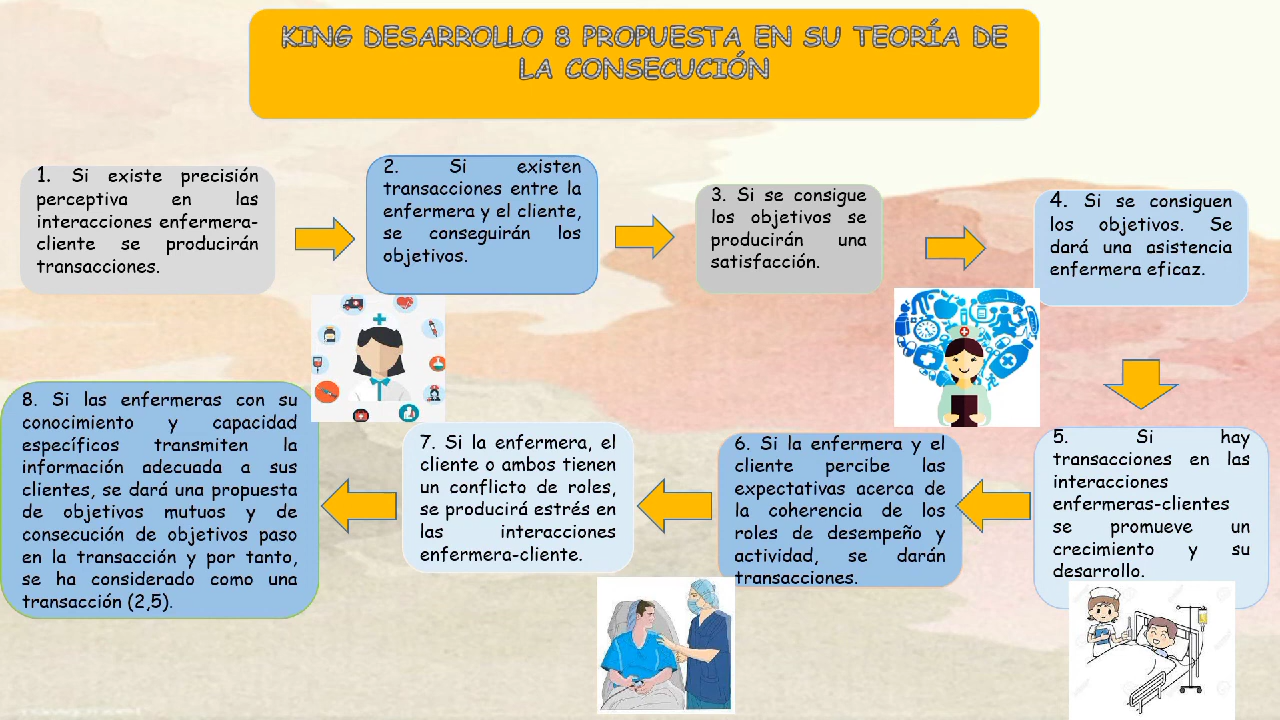 KING DESARROLLO 8 PROPUESTA EN SU TEORÍA DE
LA CONSECUCIÓN
1. Si existe precisión
perceptiva en las
interacciones enfermera-
cliente se producirán
transacciones.
2. Si existen
transacciones entre la
enfermera y el cliente,
se conseguirán los
objetivos.
3. Si se consigue
los objetivos se
producirán una
satisfacción.
4. Si se consiguen
los objetivos. Se
dará una asistencia
enfermera eficaz.
5. Si hay
transacciones en las
interacciones
enfermeras-clientes
se promueve un
crecimiento y su
desarrollo.
6. Si la enfermera y el
cliente percibe las
expectativas acerca de
la coherencia de los
roles de desempeño y
actividad, se darán
transacciones.
7. Si la enfermera, el
cliente o ambos tienen
un conflicto de roles,
se producirá estrés en
las interacciones
enfermera-cliente.
8. Si las enfermeras con su
conocimiento y capacidad
específicos transmiten la
información adecuada a sus
clientes, se dará una propuesta
de objetivos mutuos y de
consecución de objetivos paso
en la transacción y por tanto,
se ha considerado como una
transacción (2,5).